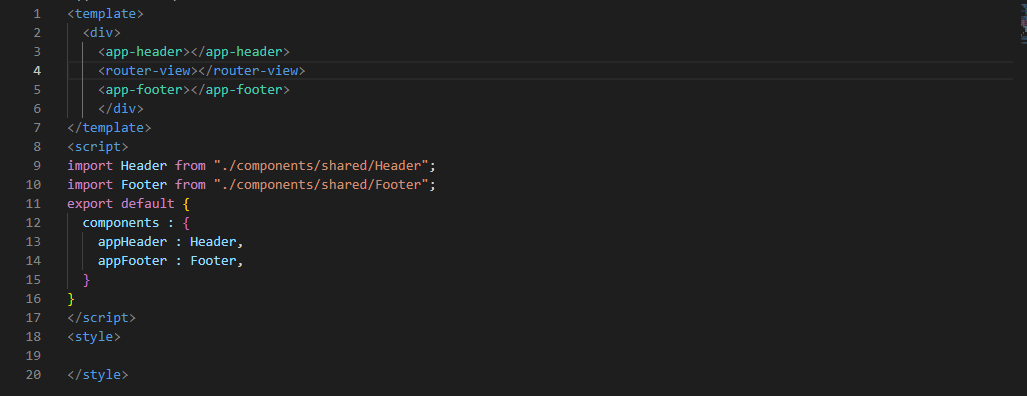 1 <template>
2 <div>
3 <app-header></app-header>
4 <router-view></router-view>
5 <app-footer></app-footer>
6 </div>
7 </template>
8 <script>
9 import Header from "./components/shared/Header";
10 import Footer from "./components/shared/Footer";
11 export default {
12 components : {
13 appHeader : Header,
14 appFooter : Footer,
15 }
16 }
17 </script>
18 <style>
19
20 </style>